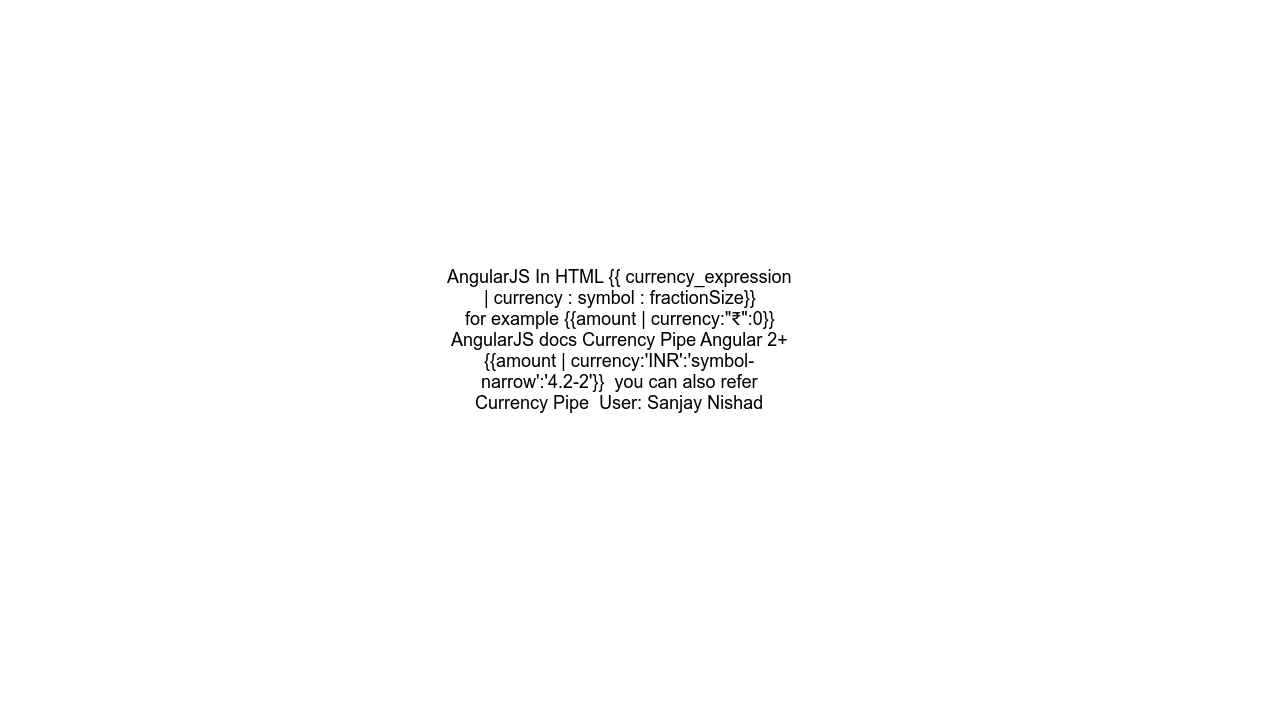 AngularJS In HTML {{ currency_expression
| currency : symbol : fractionSize}}
for example {{amount | currency:"₹":0}}
AngularJS docs Currency Pipe Angular 2+
{{amount | currency:'INR':'symbol-
narrow':'4.2-2'}}  you can also refer
Currency Pipe  User: Sanjay Nishad